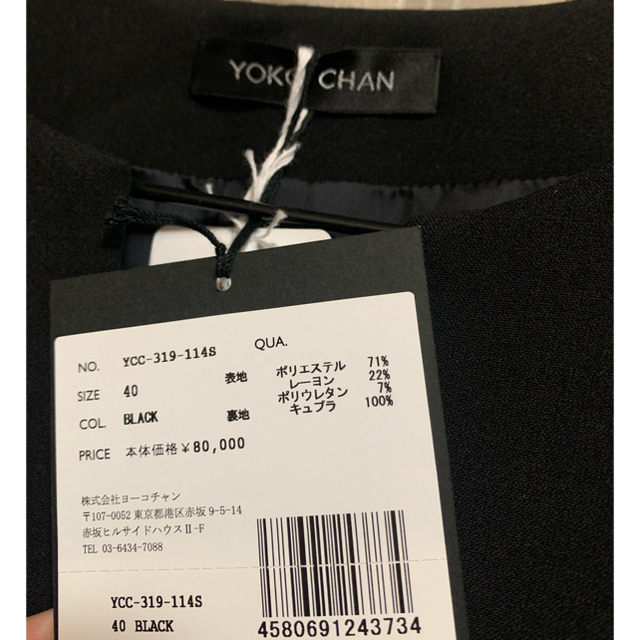 YOKO CHAN
NO. YCC-319-114S QUA.
SIZE 40 表地 ポリエステル 71%
レーヨン 22%
ポリウレタン 7%
COL. BLACK 裏地 キュプラ 100%
PRICE 本体価格¥80,000
株式会社ヨーコチャン
〒107-0052 東京都港区赤坂 9-5-14
赤坂ヒルサイドハウスⅡ-F
TEL 03-6434-7088
YCC-319-114S
40 BLACK
4580691243734